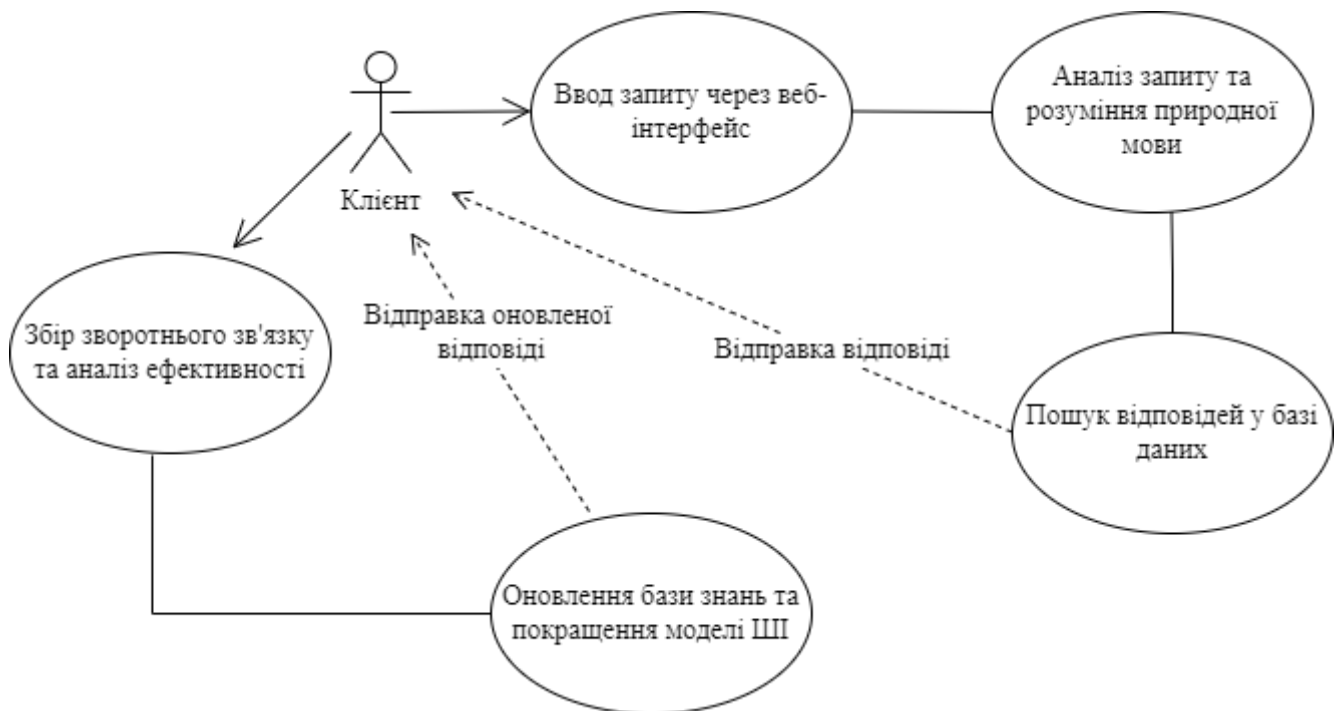 Ввод запиту через веб-
інтерфейс
Аналіз запиту та
розуміння природної
мови
Клієнт
Збір зворотнього зв'язку
та аналіз ефективності
Відправка оновленої
відповіді
Відправка відповіді
Пошук відповідей у базі
даних
Оновлення бази знань та
покращення моделі ШІ